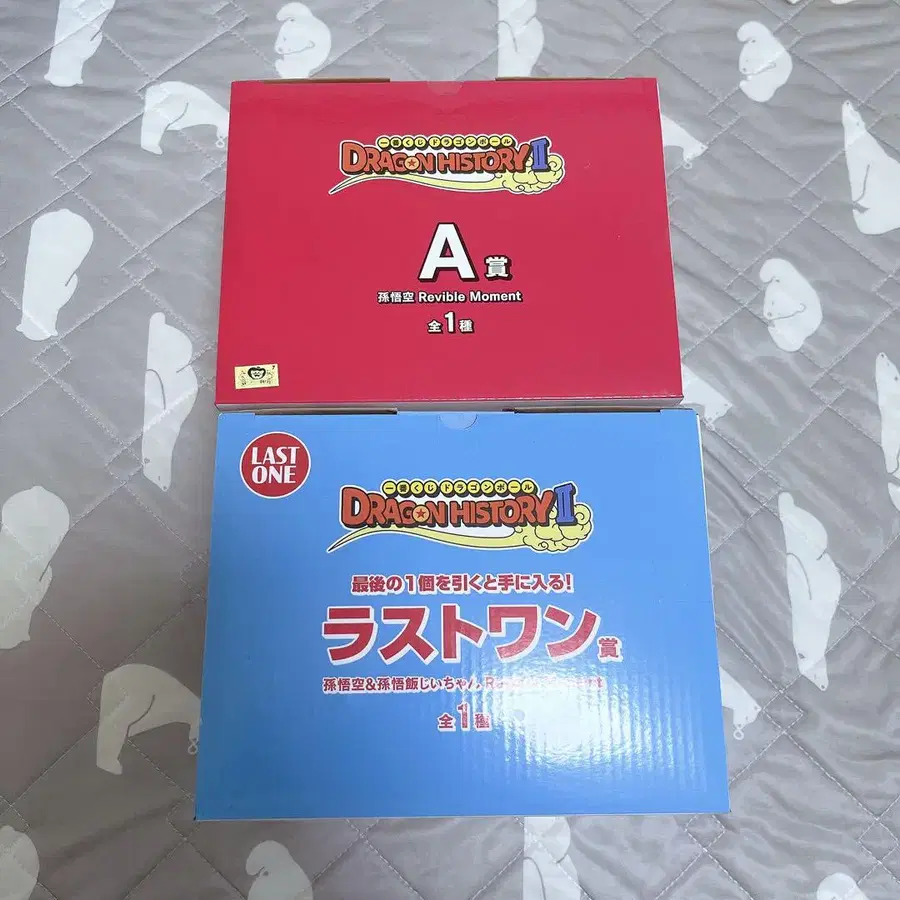 一番くじドラゴンボール
DRAGON HISTORY II
A賞
孫悟空 Revible Moment
全1種
LAST
ONE
一番くじドラゴンボール
DRAGON HISTORY II
最後の1個を引くと手に入る!
ラストワン賞
孫悟空&孫悟飯じいちゃん Revible Moment
全1種